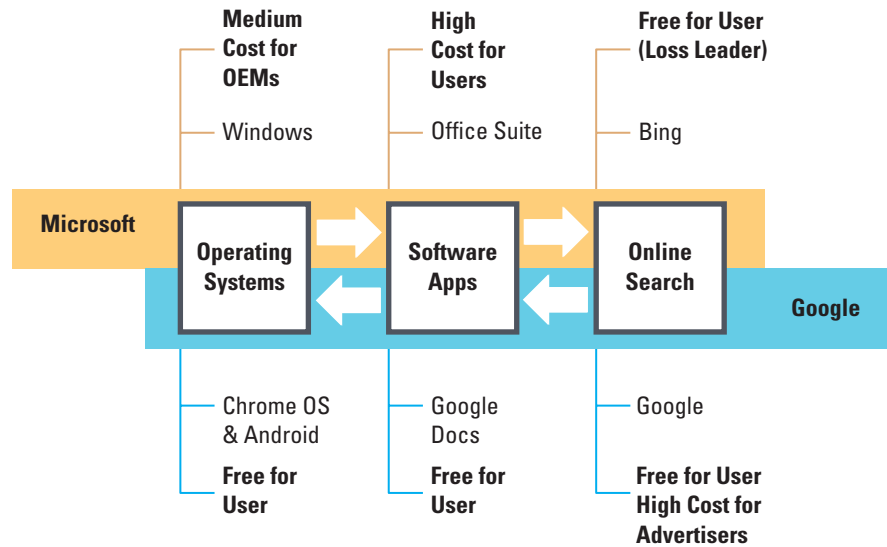 Medium
Cost for
OEMs
High
Cost for
Users
Free for User
(Loss Leader)
Windows
Office Suite
Bing
Microsoft
Operating
Systems
Software
Apps
Online
Search
Google
Chrome OS
& Android
Google
Docs
Google
Free for
User
Free for
User
Free for User
High Cost for
Advertisers